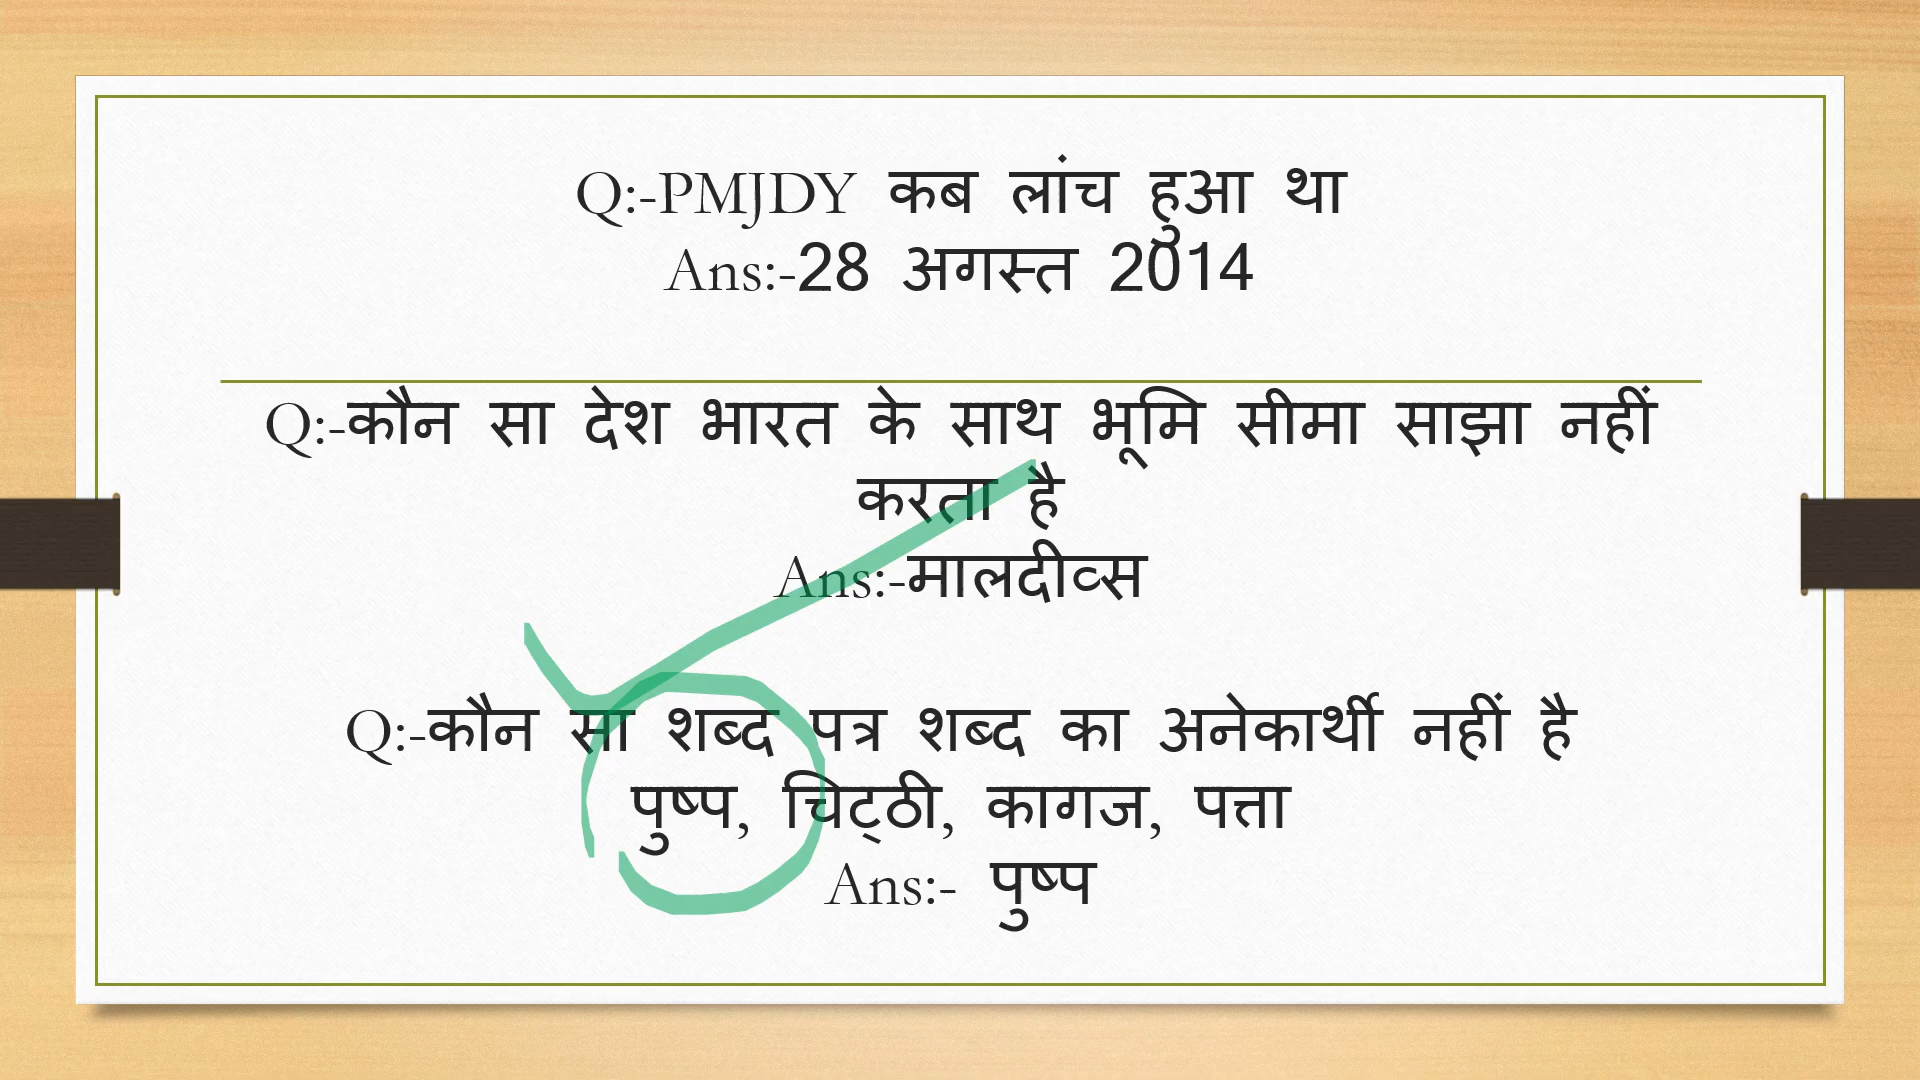 Q:-PMJDY कब लांच हुआ था
Ans:-28 अगस्त 2014
Q:-कौन सा देश भारत के साथ भूमि सीमा साझा नहीं
करता है
Ans:-मालदीव्स
Q:-कौन सा शब्द पत्र शब्द का अनेकार्थी नहीं है
पुष्प, चिट्ठी, कागज, पत्ता
Ans:- पुष्प